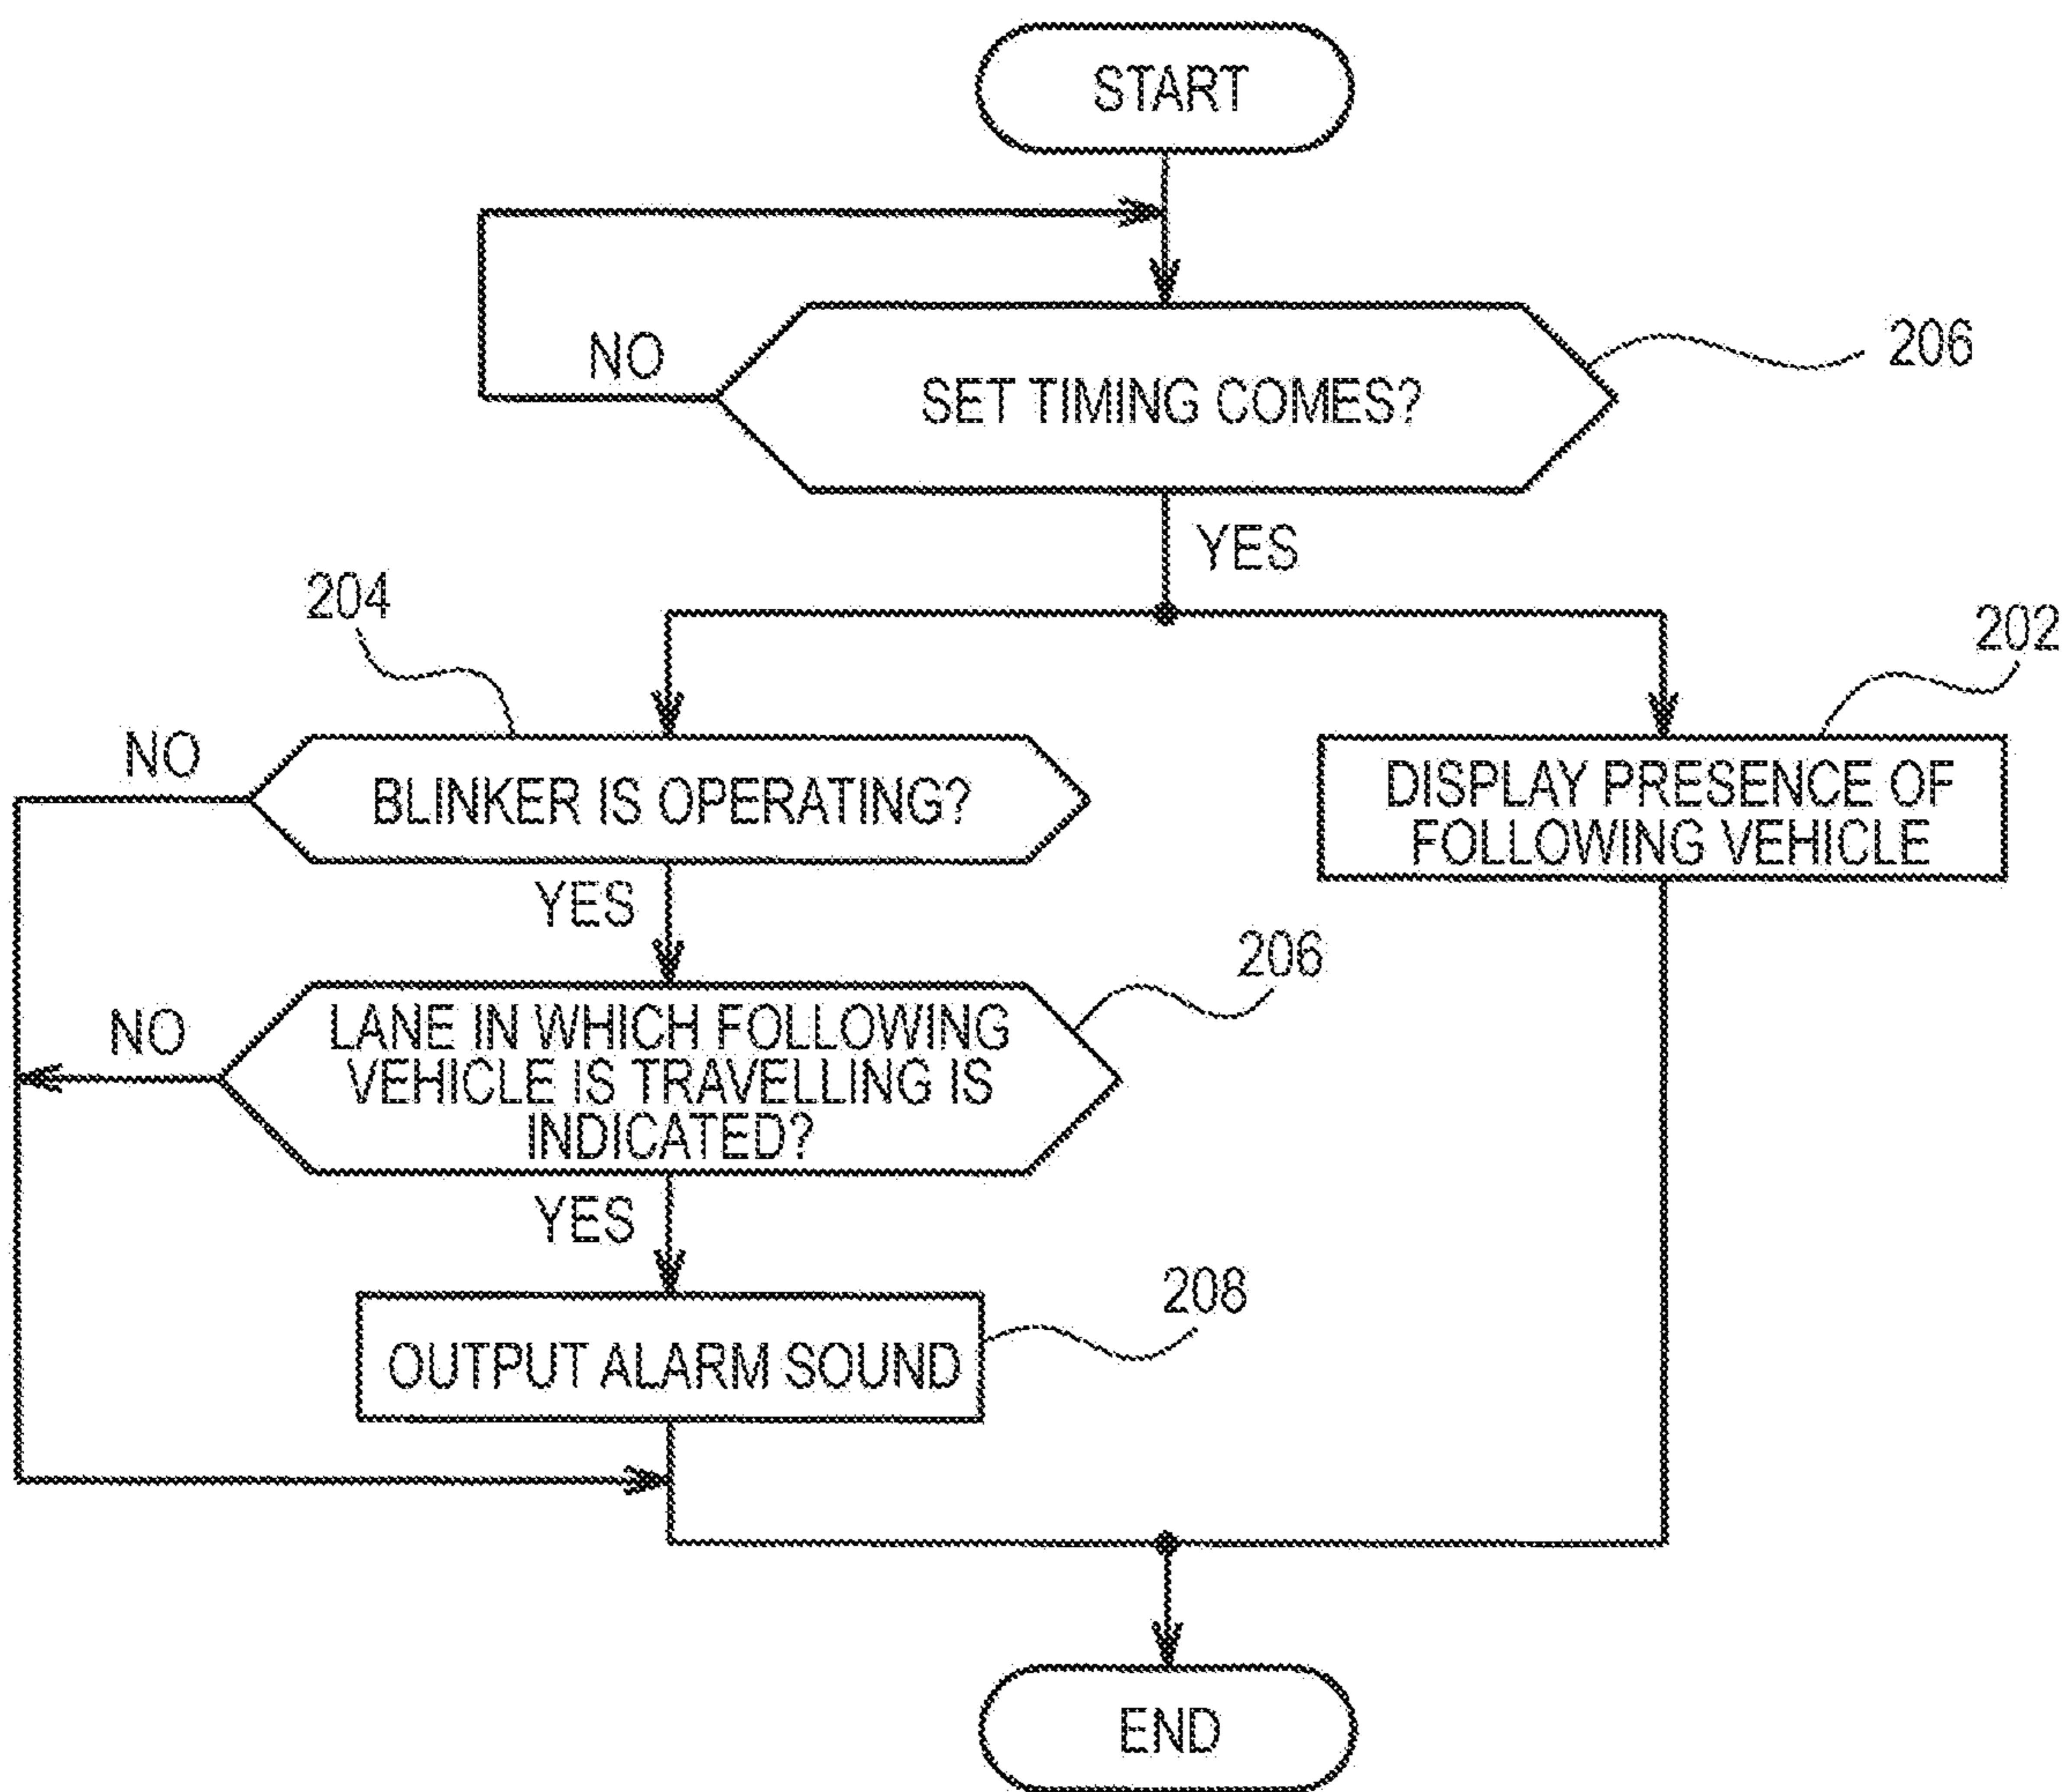 START
NO
SET TIMING COMES?
206
YES
204
202
NO
BLINKER IS OPERATING?
DISPLAY PRESENCE OF
FOLLOWING VEHICLE
YES
206
NO
LANE IN WHICH FOLLOWING
VEHICLE IS TRAVELLING IS
INDICATED?
YES
208
OUTPUT ALARM SOUND
END